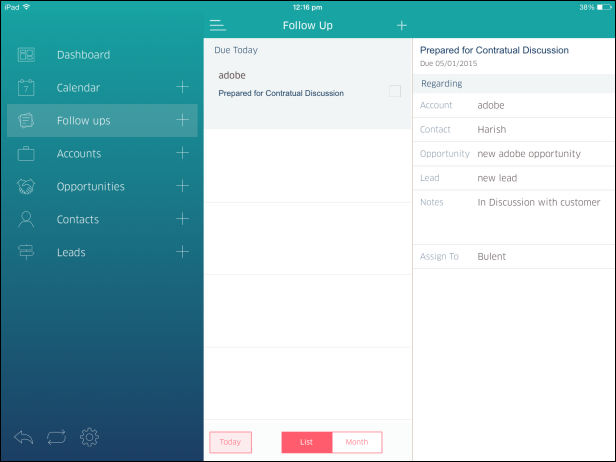 iPad
12:16 pm
38%
Dashboard
7
Calendar
Follow ups
Accounts
Opportunities
Contacts
Leads
Follow Up
Due Today
adobe
Prepared for Contratual Discussion
Today
List
Month
Prepared for Contratual Discussion
Due 05/01/2015
Regarding
Account adobe
Contact Harish
Opportunity new adobe opportunity
Lead new lead
Notes In Discussion with customer
Assign To Bulent